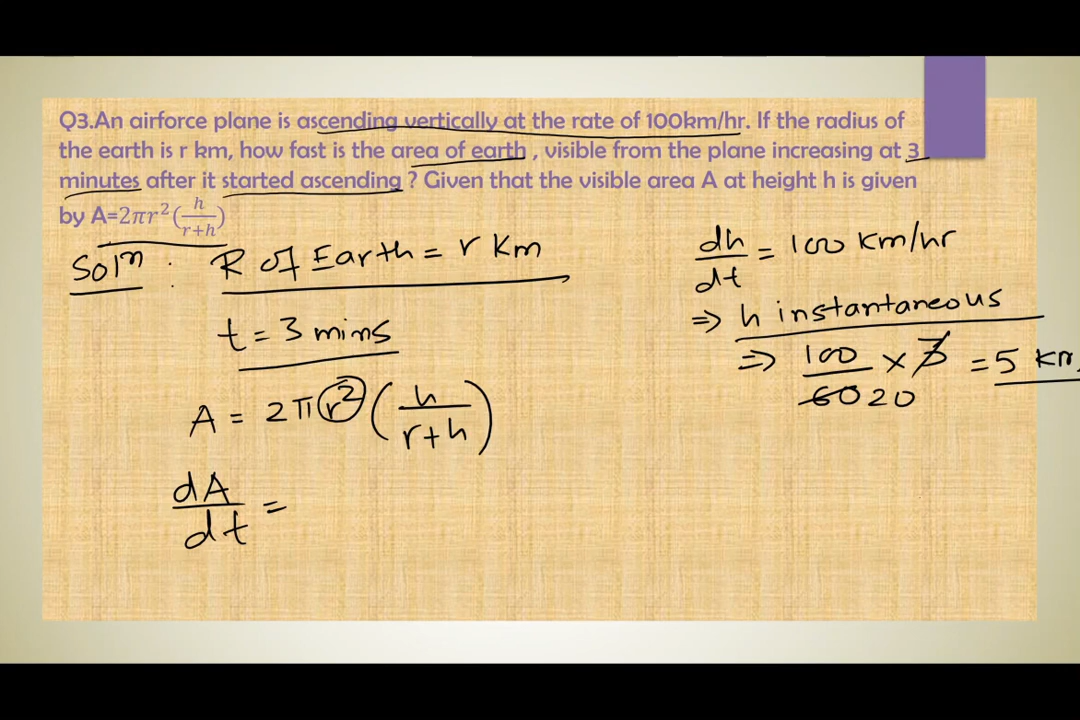 Q3.An airforce plane is ascending vertically at the rate of 100km/hr. If the radius of
the earth is r km, how fast is the area of earth , visible from the plane increasing at 3
minutes after it started ascending ? Given that the visible area A at height h is given
by A=2πr²(h/(r+h))
Solⁿ : R of Earth = r Km
t = 3 mins
A = 2πr² (h/(r+h))
dA/dt =
dh/dt = 100 km/hr
⇒ h instantaneous
⇒ 100/60 20 × 3 = 5 km